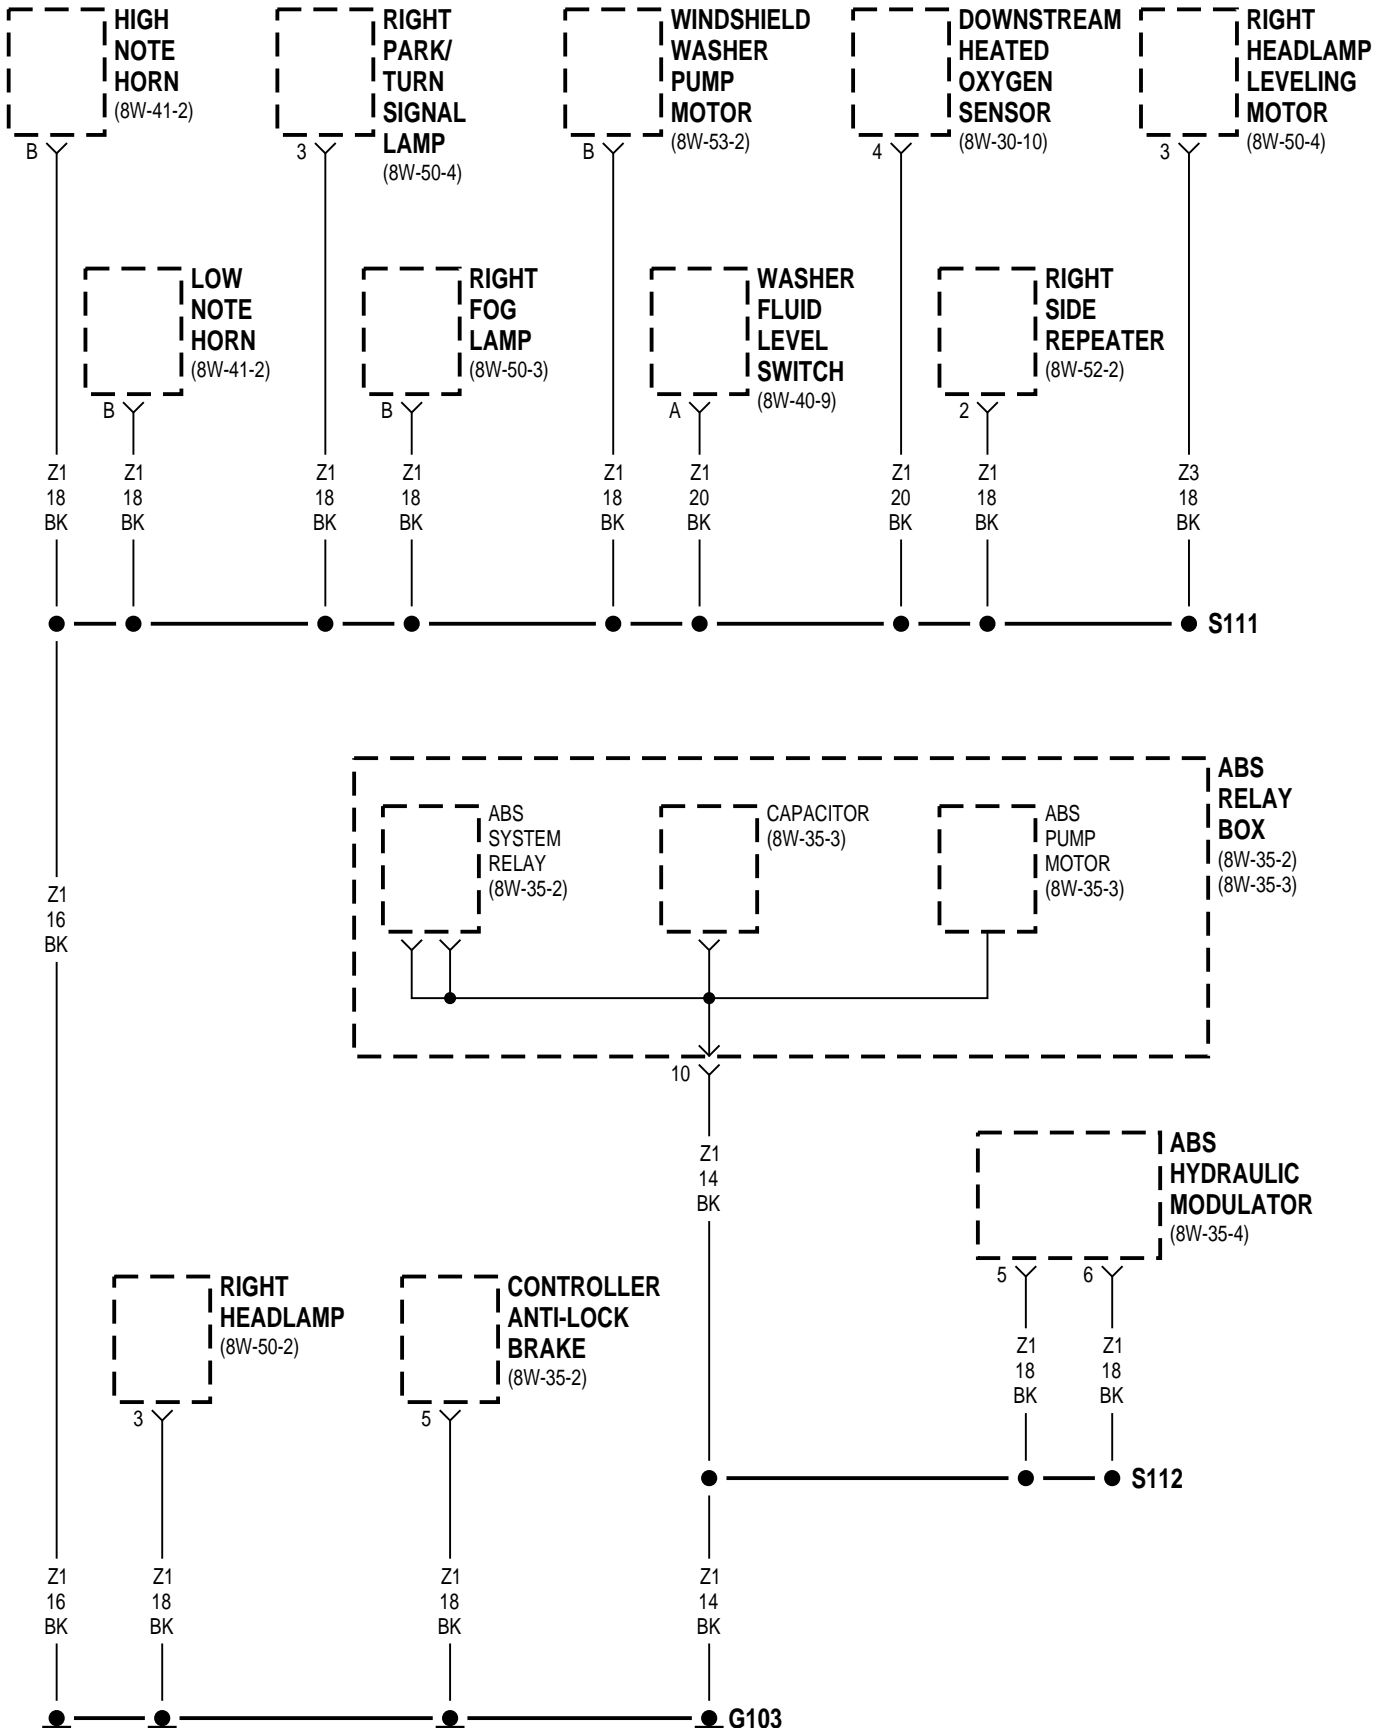 HIGH
NOTE
HORN
(8W-41-2)
B
RIGHT
PARK/
TURN
SIGNAL
LAMP
(8W-50-4)
3
WINDSHIELD
WASHER
PUMP
MOTOR
(8W-53-2)
B
DOWNSTREAM
HEATED
OXYGEN
SENSOR
(8W-30-10)
4
RIGHT
HEADLAMP
LEVELING
MOTOR
(8W-50-4)
3
LOW
NOTE
HORN
(8W-41-2)
B
RIGHT
FOG
LAMP
(8W-50-3)
B
WASHER
FLUID
LEVEL
SWITCH
(8W-40-9)
A
RIGHT
SIDE
REPEATER
(8W-52-2)
2
Z1
18
BK
Z1
18
BK
Z1
18
BK
Z1
18
BK
Z1
18
BK
Z1
20
BK
Z1
20
BK
Z1
18
BK
Z3
18
BK
S111
ABS
RELAY
BOX
(8W-35-2)
(8W-35-3)
ABS
SYSTEM
RELAY
(8W-35-2)
CAPACITOR
(8W-35-3)
ABS
PUMP
MOTOR
(8W-35-3)
Z1
16
BK
10
Z1
14
BK
ABS
HYDRAULIC
MODULATOR
(8W-35-4)
5
6
Z1
18
BK
Z1
18
BK
RIGHT
HEADLAMP
(8W-50-2)
3
CONTROLLER
ANTI-LOCK
BRAKE
(8W-35-2)
5
S112
Z1
16
BK
Z1
18
BK
Z1
18
BK
Z1
14
BK
G103